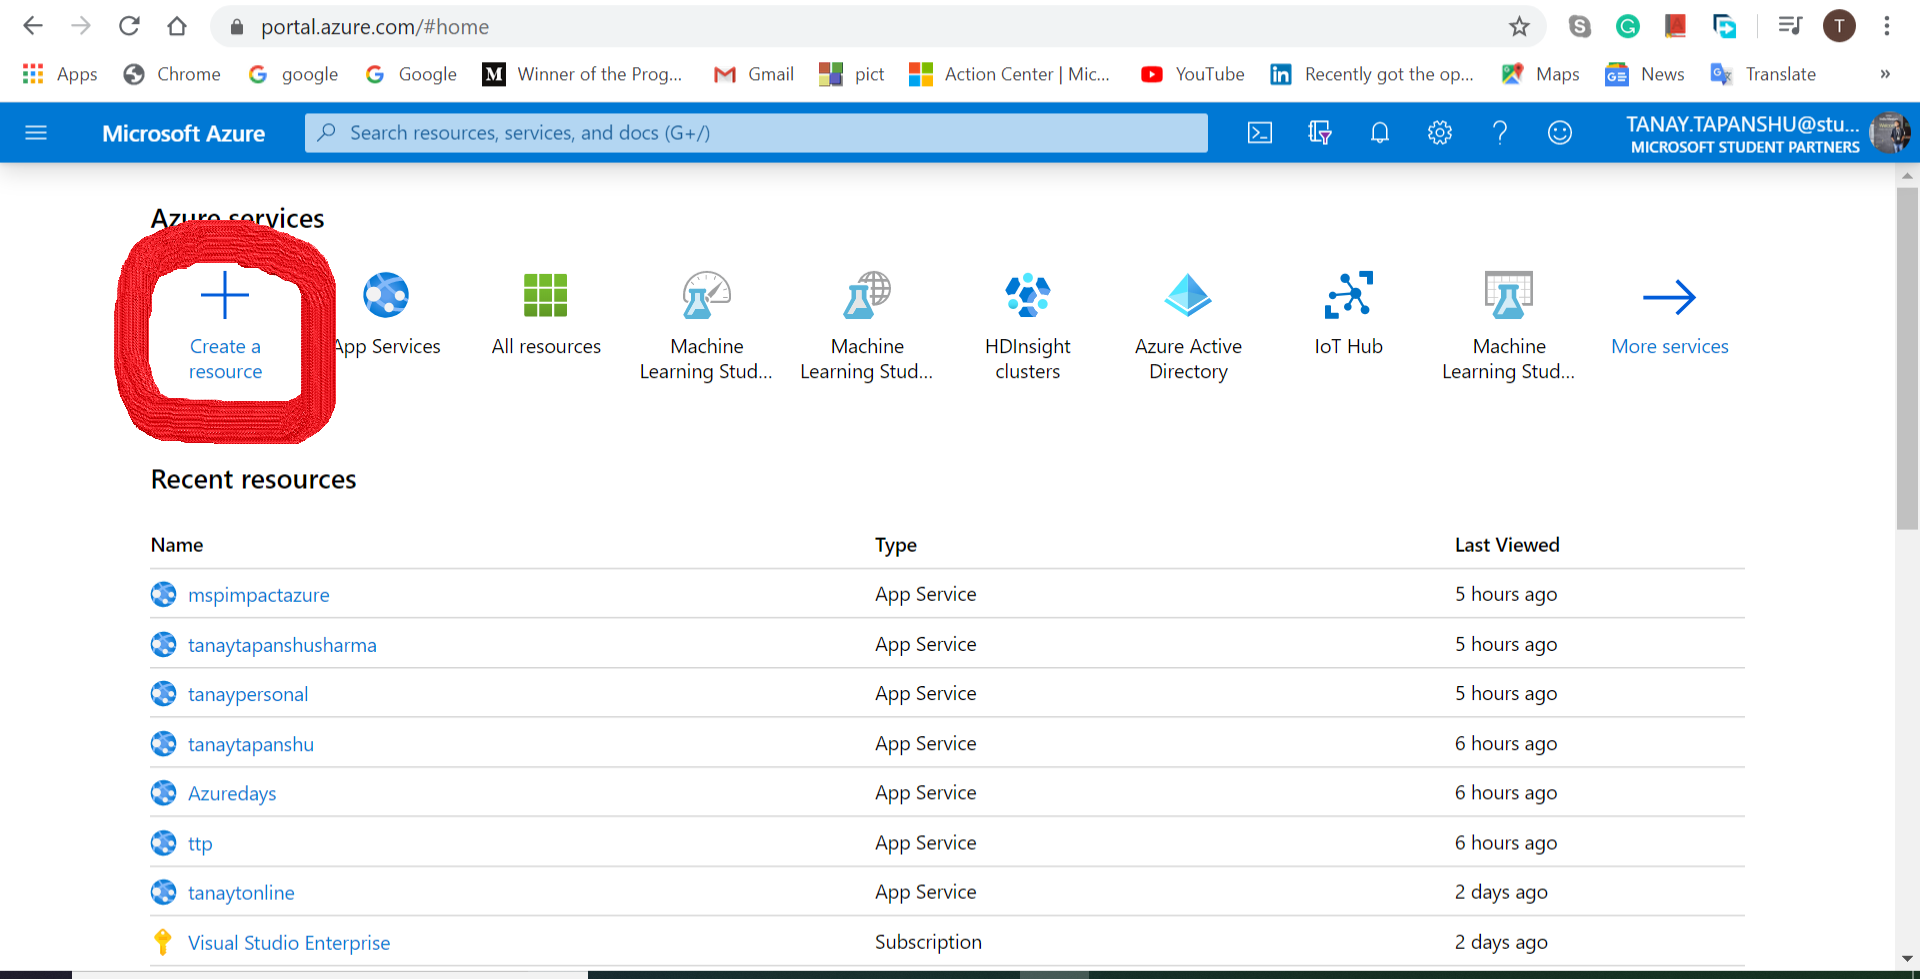 portal.azure.com/#home
T
Apps Chrome google Google M Winner of the Prog... Gmail pict Action Center | Mic... YouTube Recently got the op... Maps News Translate »
Microsoft Azure Search resources, services, and docs (G+/) TANAY.TAPANSHU@stu...
MICROSOFT STUDENT PARTNERS
Azure services
Create a resource
App Services
All resources
Machine Learning Stud...
Machine Learning Stud...
HDInsight clusters
Azure Active Directory
IoT Hub
Machine Learning Stud...
More services
Recent resources
Name Type Last Viewed
mspimpactazure App Service 5 hours ago
tanaytapanshusharma App Service 5 hours ago
tanaypersonal App Service 5 hours ago
tanaytapanshu App Service 6 hours ago
Azuredays App Service 6 hours ago
ttp App Service 6 hours ago
tanaytonline App Service 2 days ago
Visual Studio Enterprise Subscription 2 days ago